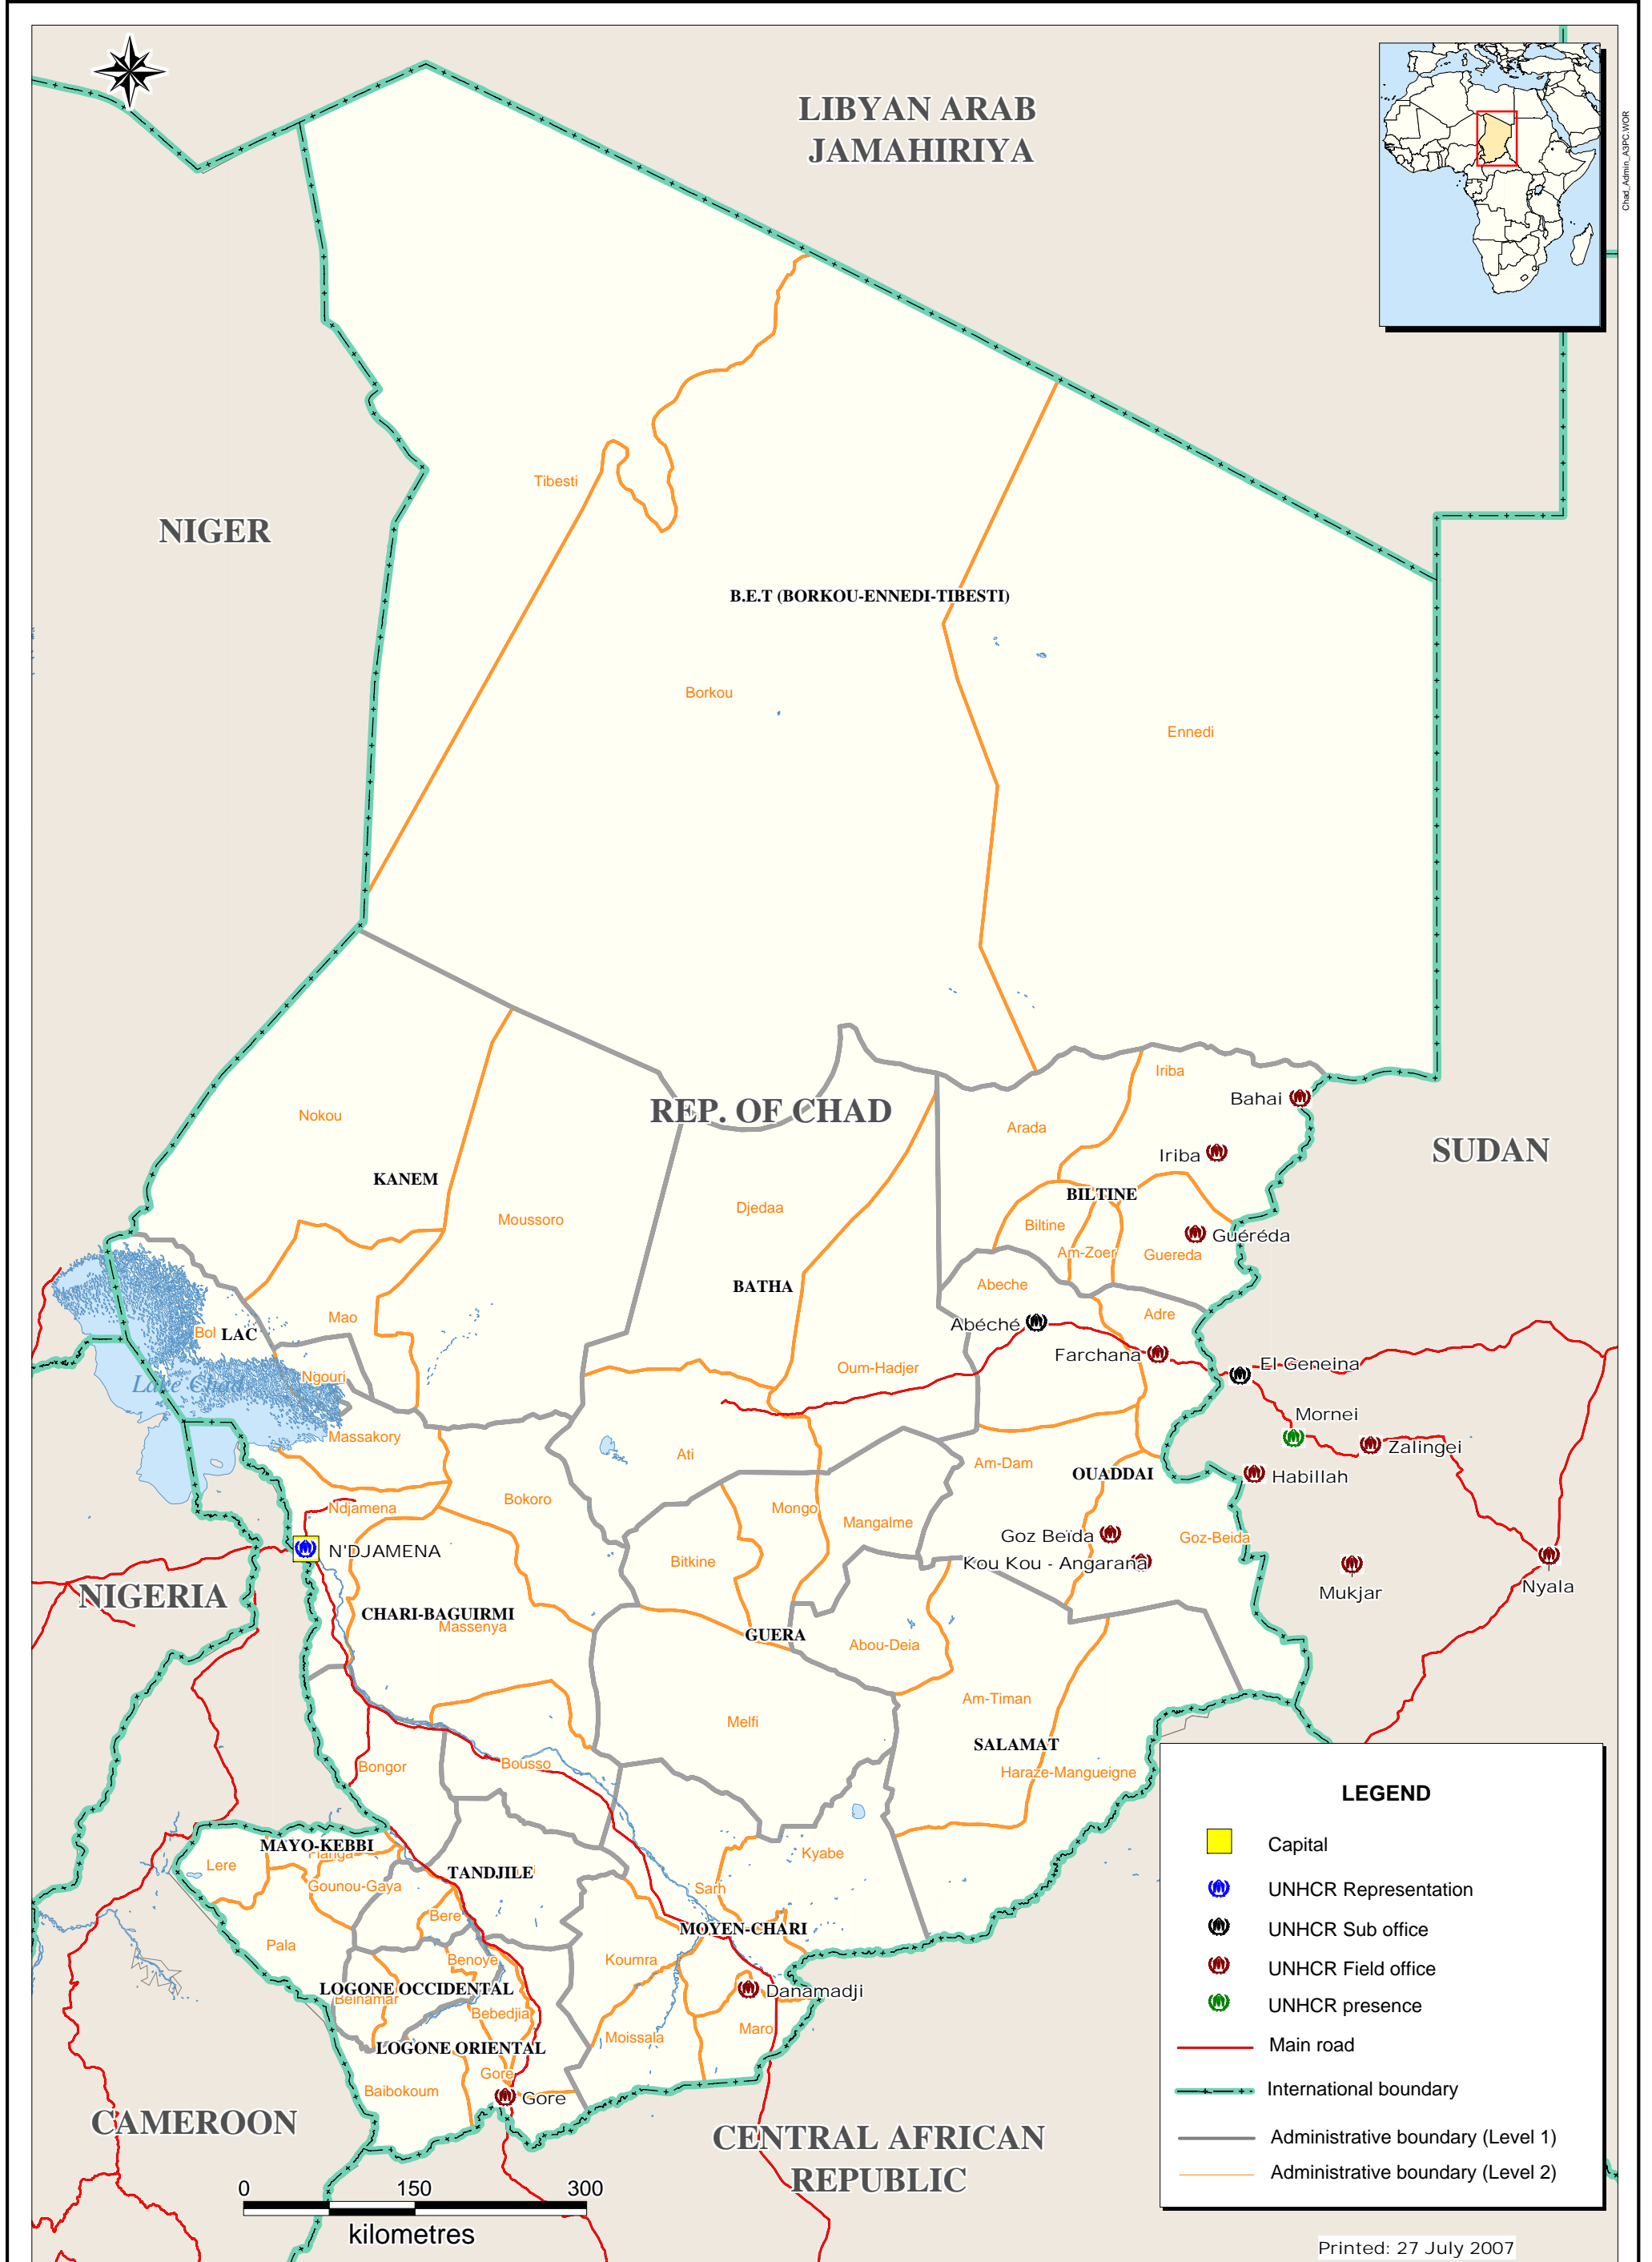 LIBYAN ARAB
JAMAHIRIYA
Chad_Admin_A3PC.WOR
Tibesti
NIGER
B.E.T (BORKOU-ENNEDI-TIBESTI)
Borkou
Ennedi
Iriba
Bahai
Nokou
REP. OF CHAD
Arada
SUDAN
Iriba
KANEM
BILTINE
Djedaa
Moussoro
Biltine
Guéréda
Am-Zoer
Guereda
BATHA
Abeche
Mao
Adre
Bol
LAC
Abéché
Farchana
El Geneina
Oum-Hadjer
Ngouri
Lake Chad
Mornei
Massakory
Zalingei
Ati
Am-Dam
OUADDAI
Habillah
Bokoro
Ndjamena
Mongo
Mangalme
Goz Beïda
Goz-Beida
N'DJAMENA
Bitkine
Kou Kou - Angarana
Mukjar
Nyala
NIGERIA
CHARI-BAGUIRMI
Massenya
GUERA
Abou-Deia
Am-Timan
Melfi
SALAMAT
Bongor
Bousso
Haraze-Mangueigne
MAYO-KEBBI
Kyabe
Lere
TANDJILE
Gounou-Gaya
Sarh
Bere
MOYEN-CHARI
Pala
Benoye
Koumra
LOGONE OCCIDENTAL
Beinamar
Danamadji
Bebedjia
Maro
Moissala
LOGONE ORIENTAL
Gore
Baibokoum
Gore
CAMEROON
CENTRAL AFRICAN
REPUBLIC
0 150 300
kilometres
LEGEND
Capital
UNHCR Representation
UNHCR Sub office
UNHCR Field office
UNHCR presence
Main road
International boundary
Administrative boundary (Level 1)
Administrative boundary (Level 2)
Printed: 27 July 2007